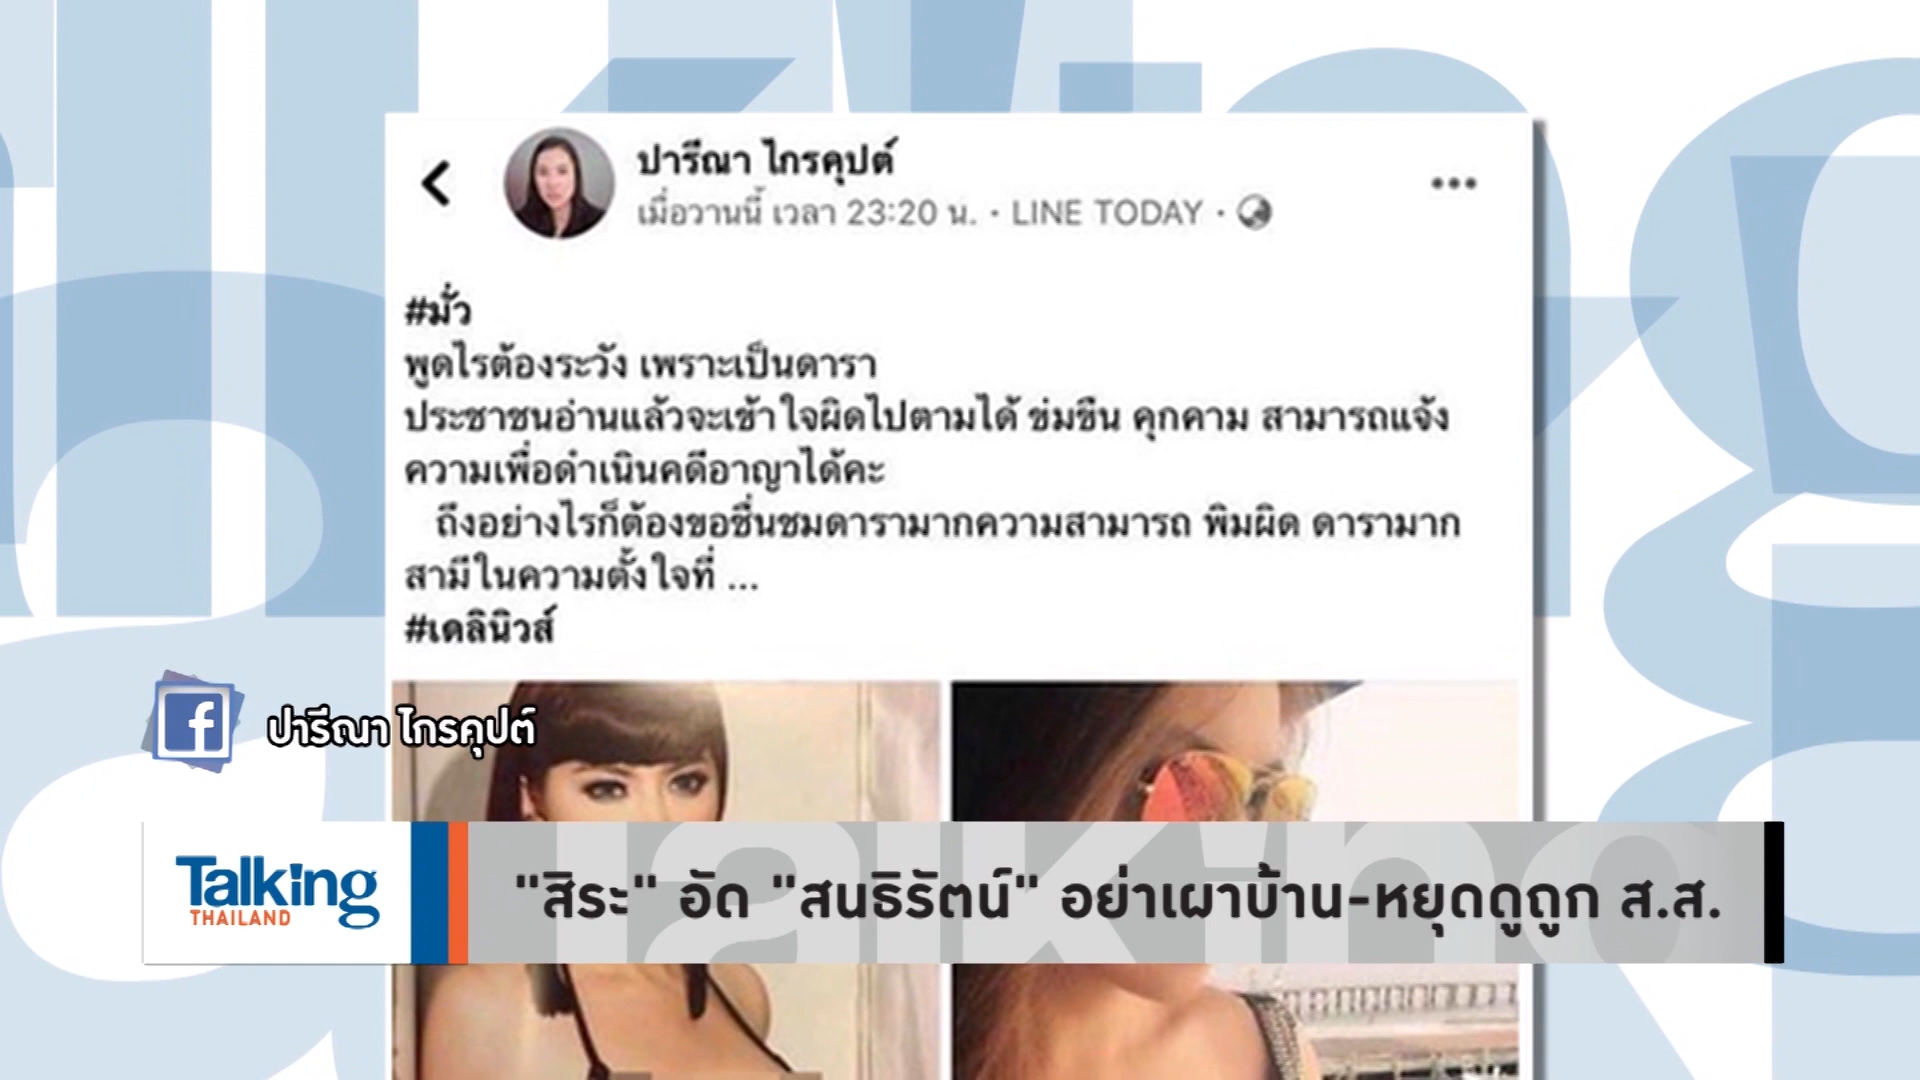 ปารีณา ไกรคุปต์
เมื่อวานนี้ เวลา 23:20 น. · LINE TODAY ·
#มั่ว
พูดไรต้องระวัง เพราะเป็นดารา
ประชาชนอ่านแล้วจะเข้าใจผิดไปตามได้ ข่มขืน คุกคาม สามารถแจ้ง
ความเพื่อดำเนินคดีอาญาได้คะ
ถึงอย่างไรก็ต้องขอชื่นชมดารามากความสามารถ พิมผิด ดารามาก
สามีในความตั้งใจที่ ...
#เดลินิวส์
ปารีณา ไกรคุปต์
Talking
THAILAND
"สิระ" อัด "สนธิรัตน์" อย่าเผาบ้าน-หยุดดูถูก ส.ส.